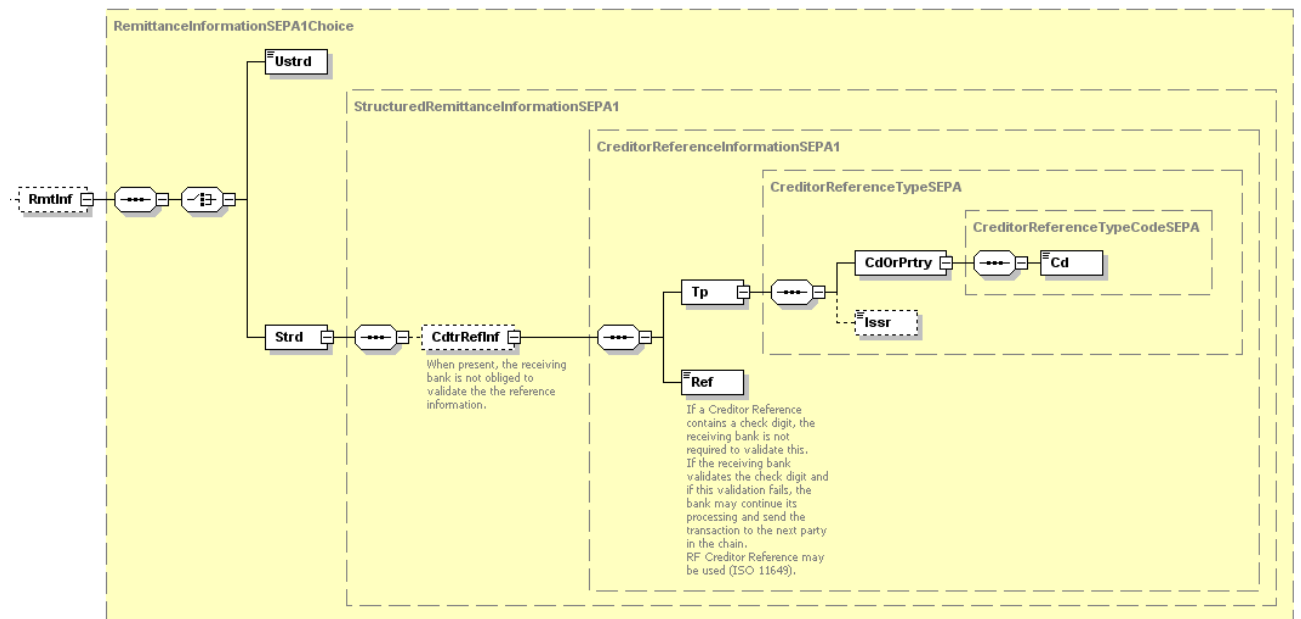 RemittanceInformationSEPA1Choice
Ustrd
StructuredRemittanceInformationSEPA1
CreditorReferenceInformationSEPA1
CreditorReferenceTypeSEPA
CreditorReferenceTypeCodeSEPA
RmtInf
CdOrPrtry
Cd
Tp
Issr
Strd
CdtrRefInf
When present, the receiving
bank is not obliged to
validate the the reference
information.
Ref
If a Creditor Reference
contains a check digit, the
receiving bank is not
required to validate this.
If the receiving bank
validates the check digit and
if this validation fails, the
bank may continue its
processing and send the
transaction to the next party
in the chain.
RF Creditor Reference may
be used (ISO 11649).